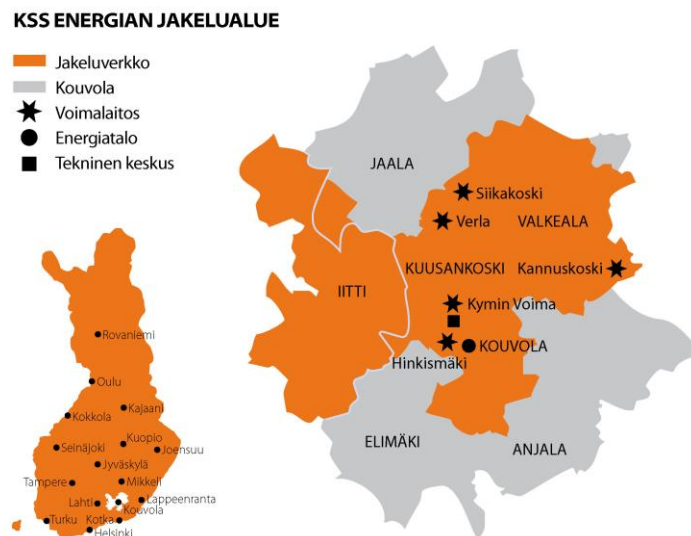 KSS ENERGIAN JAKELUALUE
Jakeluverkko
Kouvola
Voimalaitos
Energiatalo
Tekninen keskus
JAALA
Siikakoski
Verla
VALKEALA
KUUSANKOSKI
Kannuskoski
IITTI
Kymin Voima
KOUVOLA
Hinkismäki
ELIMÄKI
ANJALA
Rovaniemi
Oulu
Kajaani
Kokkola
Kuopio
Seinäjoki
Joensuu
Jyväskylä
Tampere
Mikkeli
Lappeenranta
Lahti
Kouvola
Turku
Kotka
Helsinki